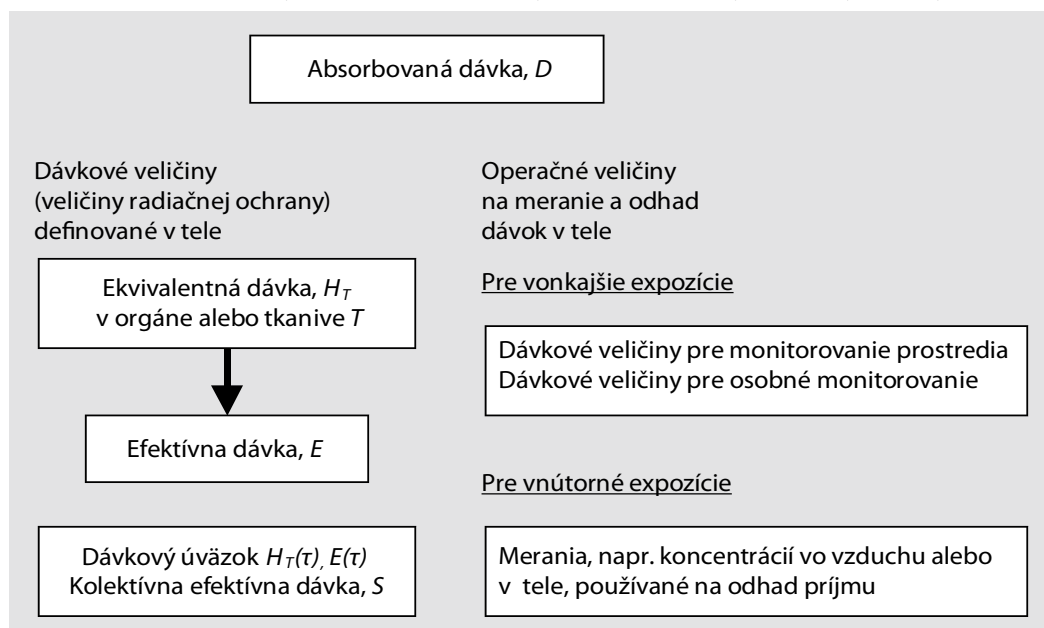 Absorbovaná dávka, D
Dávkové veličiny
(veličiny radiačnej ochrany)
definované v tele
Ekvivalentná dávka, H_T
v orgáne alebo tkanive T
Efektívna dávka, E
Dávkový úväzok H_T(τ), E(τ)
Kolektívna efektívna dávka, S
Operačné veličiny
na meranie a odhad
dávok v tele
Pre vonkajšie expozície
Dávkové veličiny pre monitorovanie prostredia
Dávkové veličiny pre osobné monitorovanie
Pre vnútorné expozície
Merania, napr. koncentrácií vo vzduchu alebo
v tele, používané na odhad príjmu